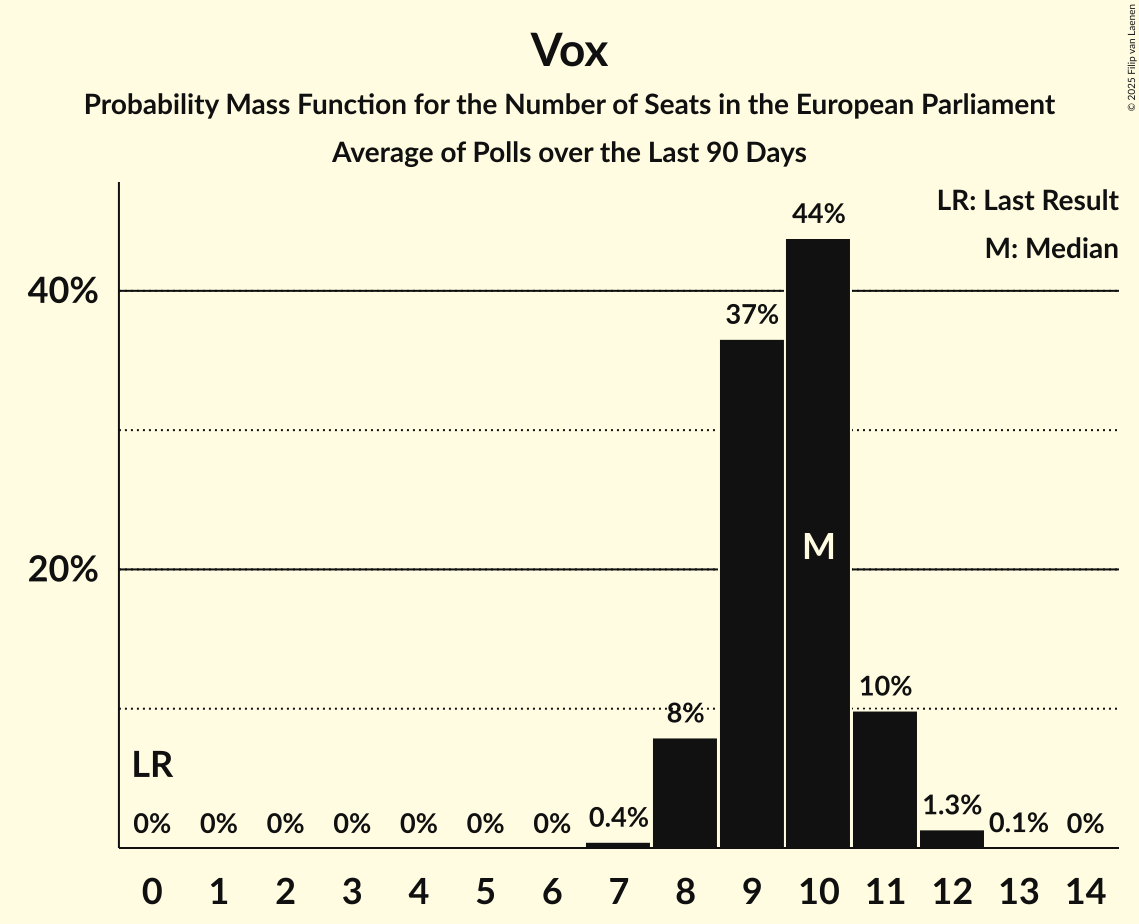 © 2025 Filip van Laenen
Vox
Probability Mass Function for the Number of Seats in the European Parliament
Average of Polls over the Last 90 Days
LR: Last Result
M: Median
40%
20%
44%
37%
M
10%
8%
LR
0% 0% 0% 0% 0% 0% 0% 0.4% 1.3% 0.1% 0%
0 1 2 3 4 5 6 7 8 9 10 11 12 13 14